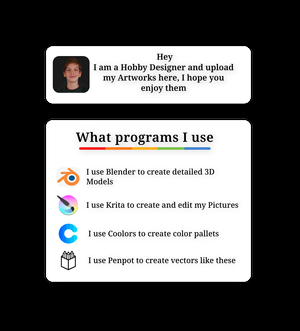 Hey
I am a Hobby Designer and upload
my Artworks here, I hope you
enjoy them
What programs I use
I use Blender to create detailed 3D
Models
I use Krita to create and edit my Pictures
I use Coolors to create color pallets
I use Penpot to create vectors like these